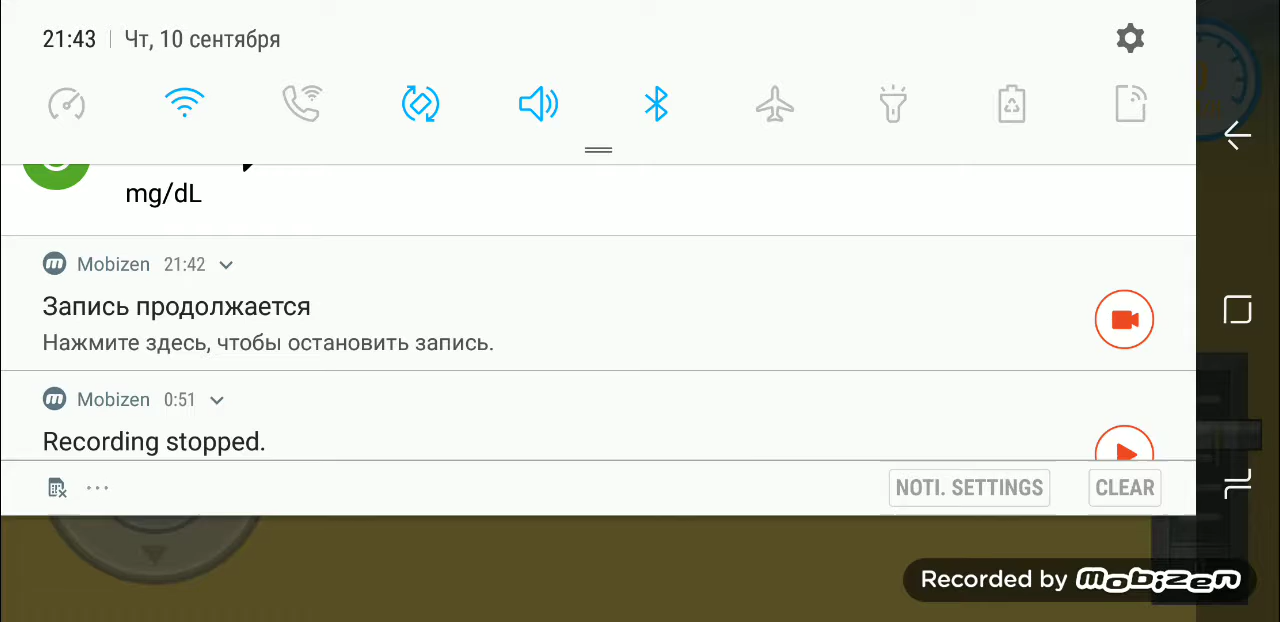 21:43 Чт, 10 сентября
mg/dL
Mobizen 21:42
Запись продолжается
Нажмите здесь, чтобы остановить запись.
Mobizen 0:51
Recording stopped.
NOTI. SETTINGS CLEAR
Recorded by mobizen